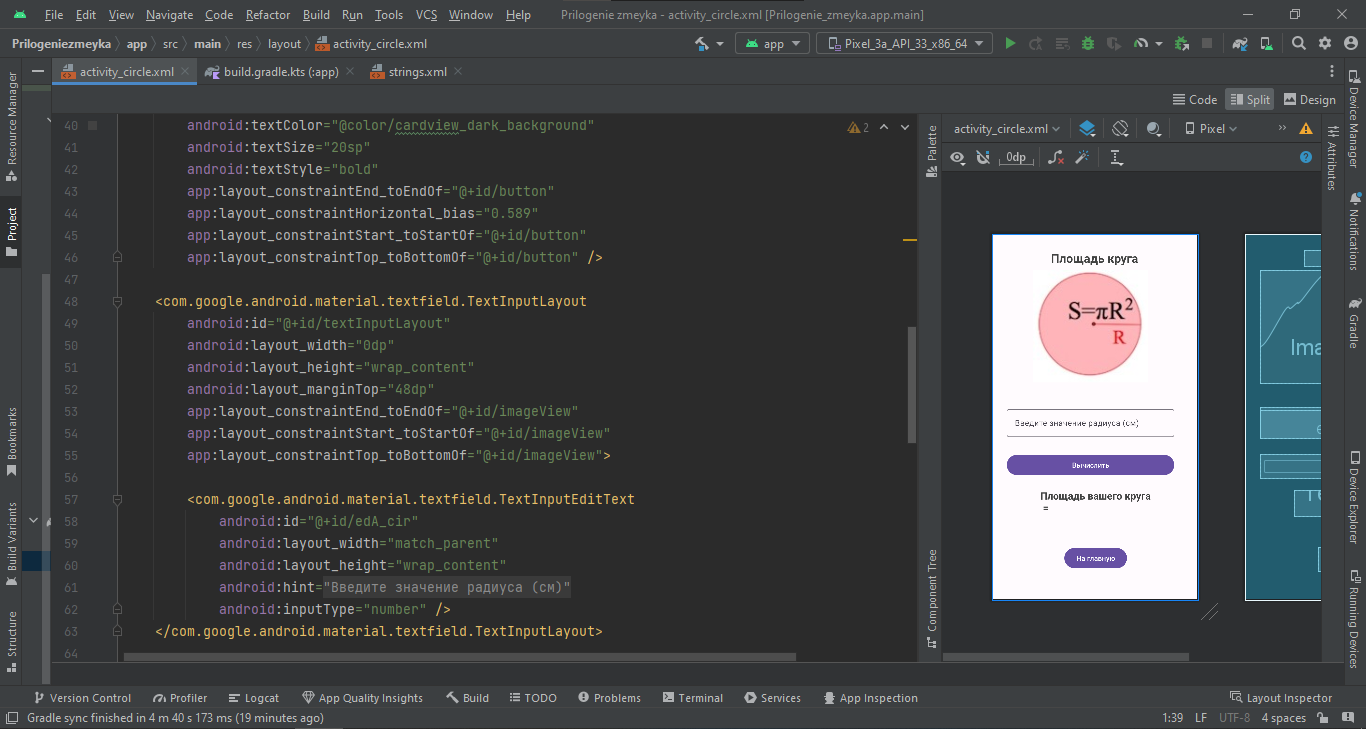 File Edit View Navigate Code Refactor Build Run Tools VCS Window Help Prilogenie zmeyka - activity_circle.xml [Prilogenie_zmeyka.app.main]
Prilogeniezmeyka app src main res layout activity_circle.xml app Pixel_3a_API_33_x86_64
activity_circle.xml build.gradle.kts (:app) strings.xml
Code Split Design
Resource Manager
Project
Bookmarks
Build Variants
Structure
40 android:textColor="@color/cardview_dark_background"
41 android:textSize="20sp"
42 android:textStyle="bold"
43 app:layout_constraintEnd_toEndOf="@+id/button"
44 app:layout_constraintHorizontal_bias="0.589"
45 app:layout_constraintStart_toStartOf="@+id/button"
46 app:layout_constraintTop_toBottomOf="@+id/button" />
47
48 <com.google.android.material.textfield.TextInputLayout
49 android:id="@+id/textInputLayout"
50 android:layout_width="0dp"
51 android:layout_height="wrap_content"
52 android:layout_marginTop="48dp"
53 app:layout_constraintEnd_toEndOf="@+id/imageView"
54 app:layout_constraintStart_toStartOf="@+id/imageView"
55 app:layout_constraintTop_toBottomOf="@+id/imageView">
56
57 <com.google.android.material.textfield.TextInputEditText
58 android:id="@+id/edA_cir"
59 android:layout_width="match_parent"
60 android:layout_height="wrap_content"
61 android:hint="Введите значение радиуса (см)"
62 android:inputType="number" />
63 </com.google.android.material.textfield.TextInputLayout>
64
2
Palette
Component Tree
activity_circle.xml Pixel
0dp
Площадь круга
S=πR2
R
Введите значение радиуса (см)
Вычислить
Площадь вашего круга
=
На главную
Ima
Attributes
Device Manager
Notifications
Gradle
Device Explorer
Running Devices
Version Control Profiler Logcat App Quality Insights Build TODO Problems Terminal Services App Inspection Layout Inspector
Gradle sync finished in 4 m 40 s 173 ms (19 minutes ago) 1:39 LF UTF-8 4 spaces